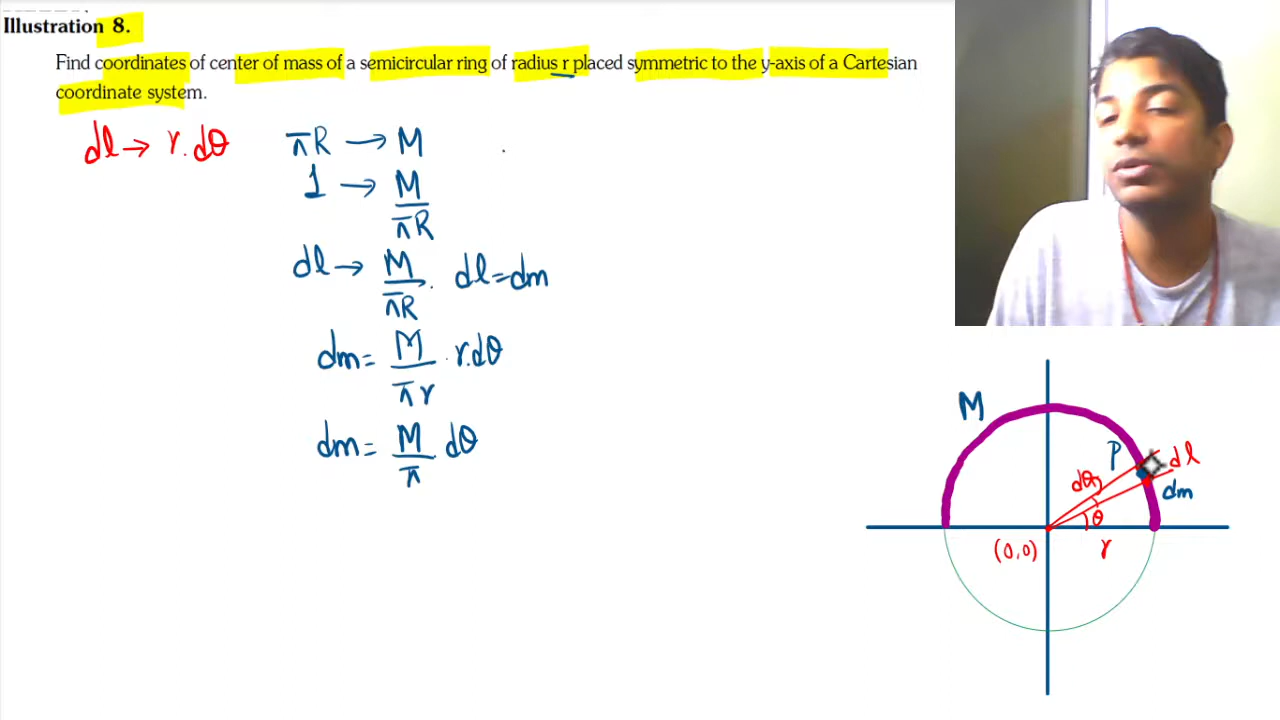 Illustration 8.
Find coordinates of center of mass of a semicircular ring of radius r placed symmetric to the y-axis of a Cartesian
coordinate system.
dl → r.dθ
πR → M
1 → M/πR
dl → M/πR . dl = dm
dm = M/πr . r.dθ
dm = M/π dθ
M
P
dl
dθ
dm
θ
(0,0)
r